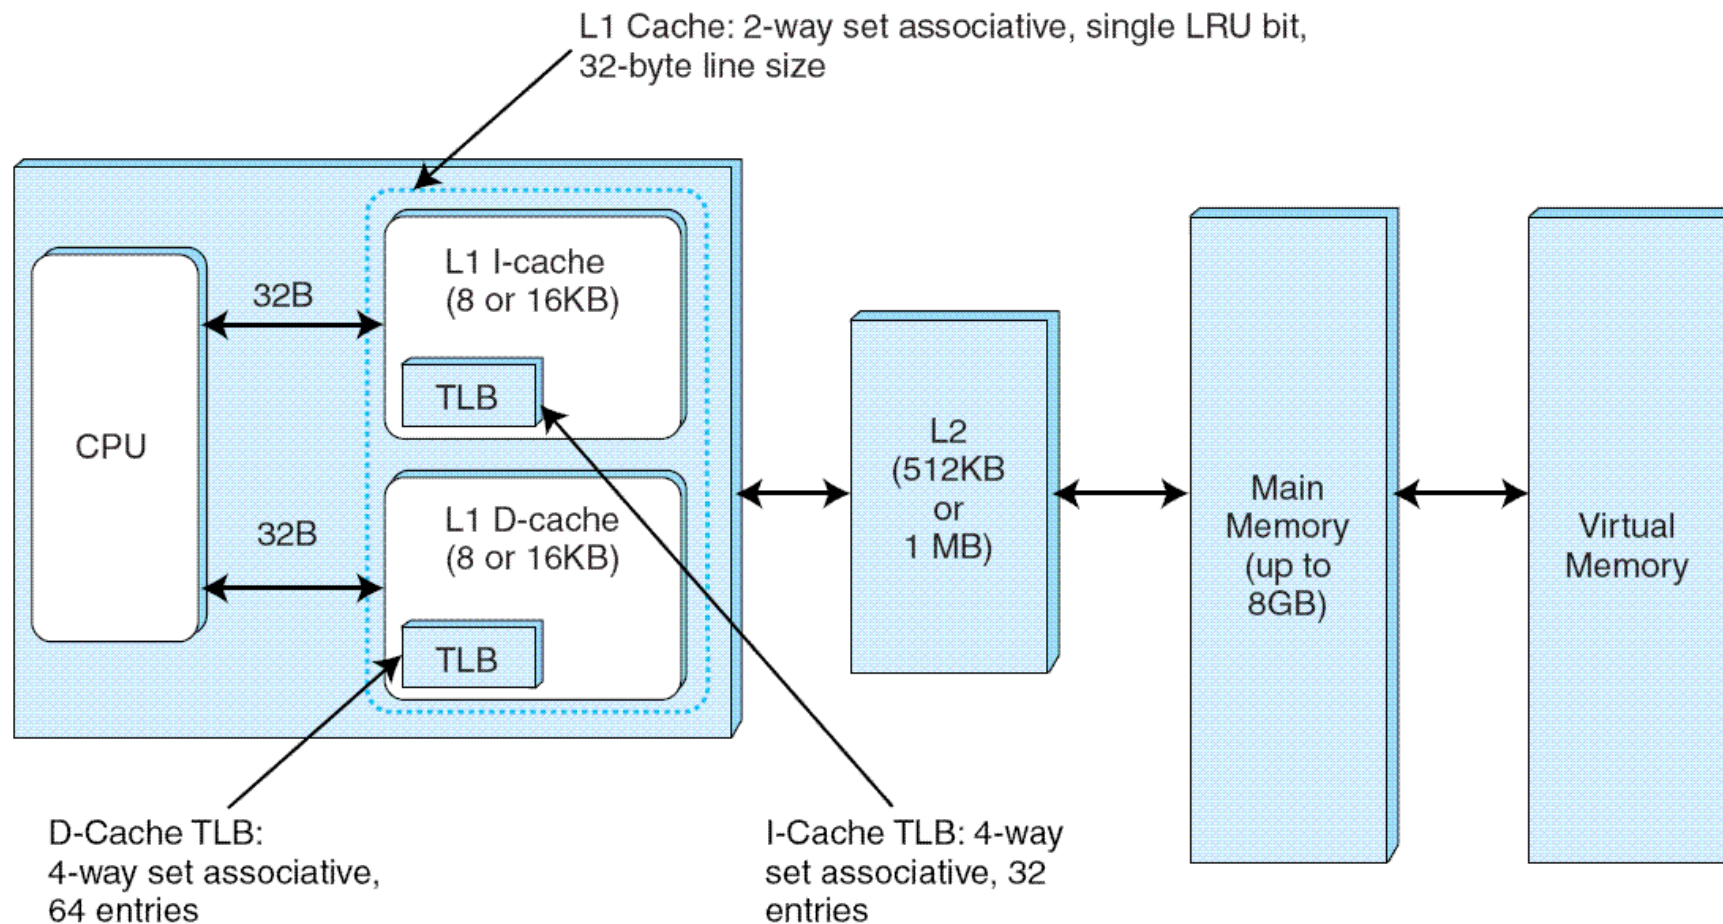 L1 Cache: 2-way set associative, single LRU bit,
32-byte line size
CPU
32B
32B
L1 I-cache
(8 or 16KB)
TLB
L1 D-cache
(8 or 16KB)
TLB
L2
(512KB
or
1 MB)
Main
Memory
(up to
8GB)
Virtual
Memory
D-Cache TLB:
4-way set associative,
64 entries
I-Cache TLB: 4-way
set associative, 32
entries